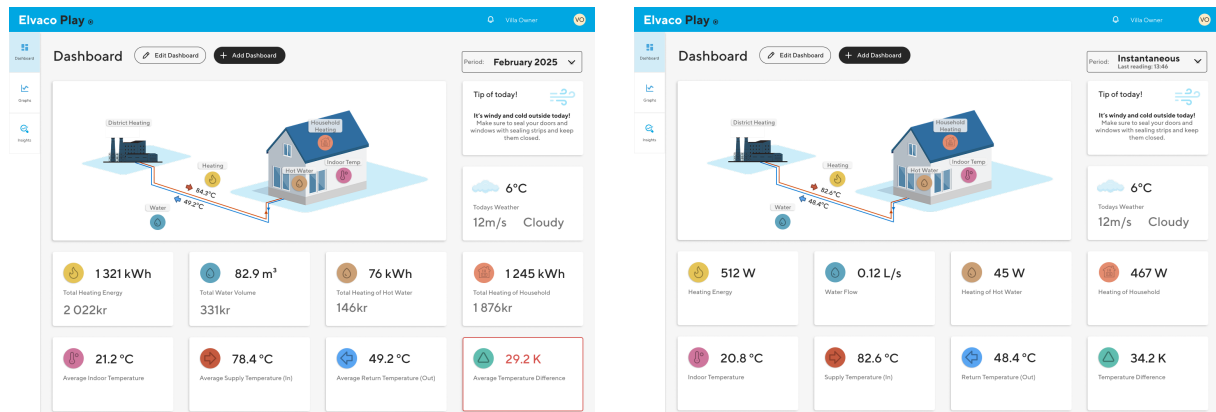 Elvaco Play
Villa Owner
VO
Dashboard
Edit Dashboard
+ Add Dashboard
Period: February 2025
Dashboard
Graphs
Insights
District Heating
Household
Heating
Indoor Temp
Hot Water
Heating
84.3°C
49.2°C
Water
Tip of today!
It's windy and cold outside today!
Make sure to seal your doors and
windows with sealing strips and keep
them closed.
6°C
Todays Weather
12m/s Cloudy
1 321 kWh
Total Heating Energy
2 022kr
82.9 m³
Total Water Volume
331kr
76 kWh
Total Heating of Hot Water
146kr
1 245 kWh
Total Heating of Household
1 876kr
21.2 °C
Average Indoor Temperature
78.4 °C
Average Supply Temperature (In)
49.2 °C
Average Return Temperature (Out)
29.2 K
Average Temperature Difference
Elvaco Play
Villa Owner
VO
Dashboard
Edit Dashboard
+ Add Dashboard
Period: Instantaneous
Last reading: 13:46
Dashboard
Graphs
Insights
District Heating
Household
Heating
Indoor Temp
Hot Water
Heating
82.6°C
48.4°C
Water
Tip of today!
It's windy and cold outside today!
Make sure to seal your doors and
windows with sealing strips and keep
them closed.
6°C
Todays Weather
12m/s Cloudy
512 W
Heating Energy
0.12 L/s
Water Flow
45 W
Heating of Hot Water
467 W
Heating of Household
20.8 °C
Indoor Temperature
82.6 °C
Supply Temperature (In)
48.4 °C
Return Temperature (Out)
34.2 K
Temperature Difference